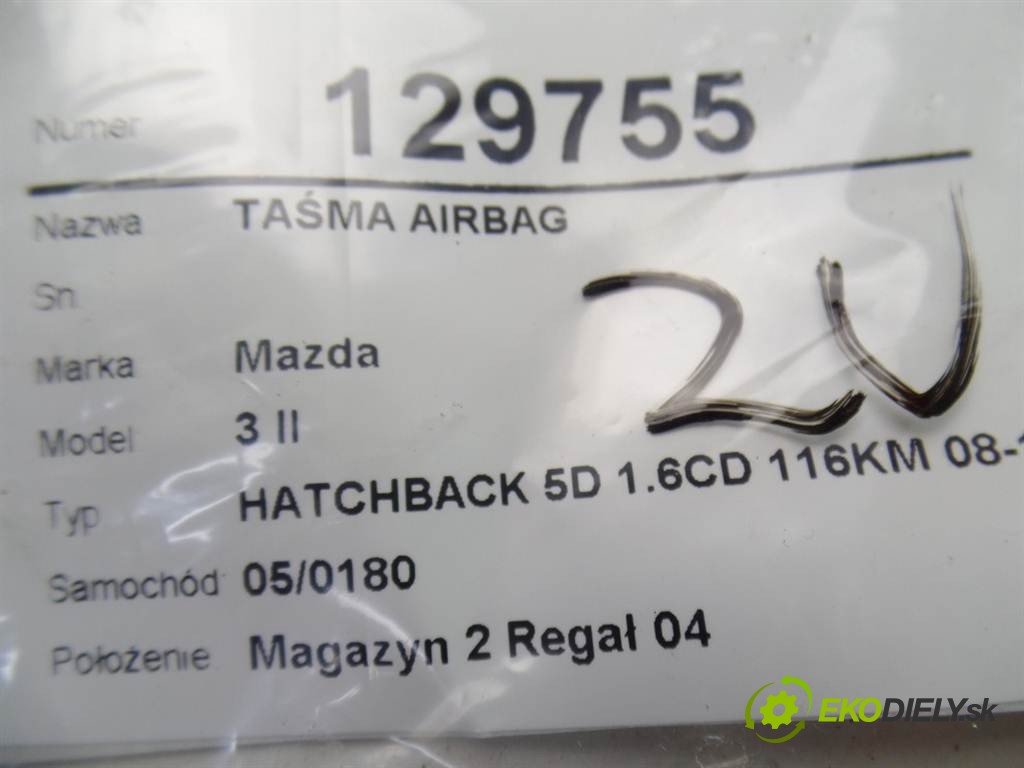 Numer 129755
Nazwa TAŚMA AIRBAG
Sn
Marka Mazda
Model 3 II
Typ HATCHBACK 5D 1.6CD 116KM 08-
Samochód 05/0180
Położenie Magazyn 2 Regał 04
EKODIELY.sk